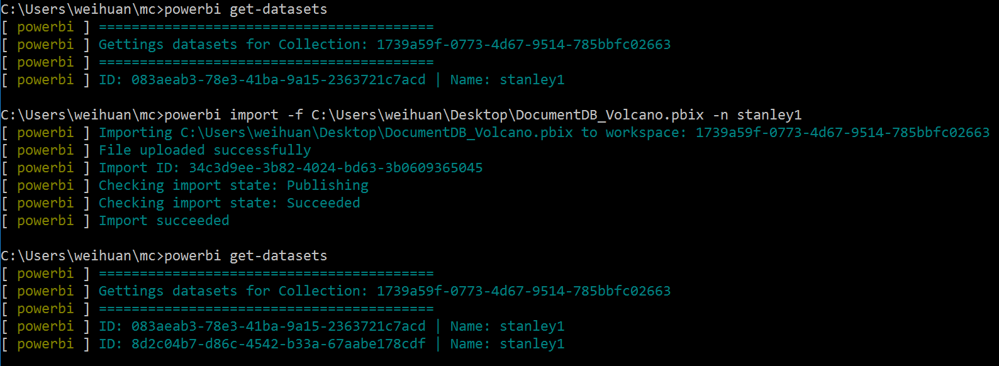 C:\Users\weihuan\mc>powerbi get-datasets
[ powerbi ] =========================================
[ powerbi ] Gettings datasets for Collection: 1739a59f-0773-4d67-9514-785bbfc02663
[ powerbi ] =========================================
[ powerbi ] ID: 083aeab3-78e3-41ba-9a15-2363721c7acd | Name: stanley1
C:\Users\weihuan\mc>powerbi import -f C:\Users\weihuan\Desktop\DocumentDB_Volcano.pbix -n stanley1
[ powerbi ] Importing C:\Users\weihuan\Desktop\DocumentDB_Volcano.pbix to workspace: 1739a59f-0773-4d67-9514-785bbfc02663
[ powerbi ] File uploaded successfully
[ powerbi ] Import ID: 34c3d9ee-3b82-4024-bd63-3b0609365045
[ powerbi ] Checking import state: Publishing
[ powerbi ] Checking import state: Succeeded
[ powerbi ] Import succeeded
C:\Users\weihuan\mc>powerbi get-datasets
[ powerbi ] =========================================
[ powerbi ] Gettings datasets for Collection: 1739a59f-0773-4d67-9514-785bbfc02663
[ powerbi ] =========================================
[ powerbi ] ID: 083aeab3-78e3-41ba-9a15-2363721c7acd | Name: stanley1
[ powerbi ] ID: 8d2c04b7-d86c-4542-b33a-67aabe178cdf | Name: stanley1